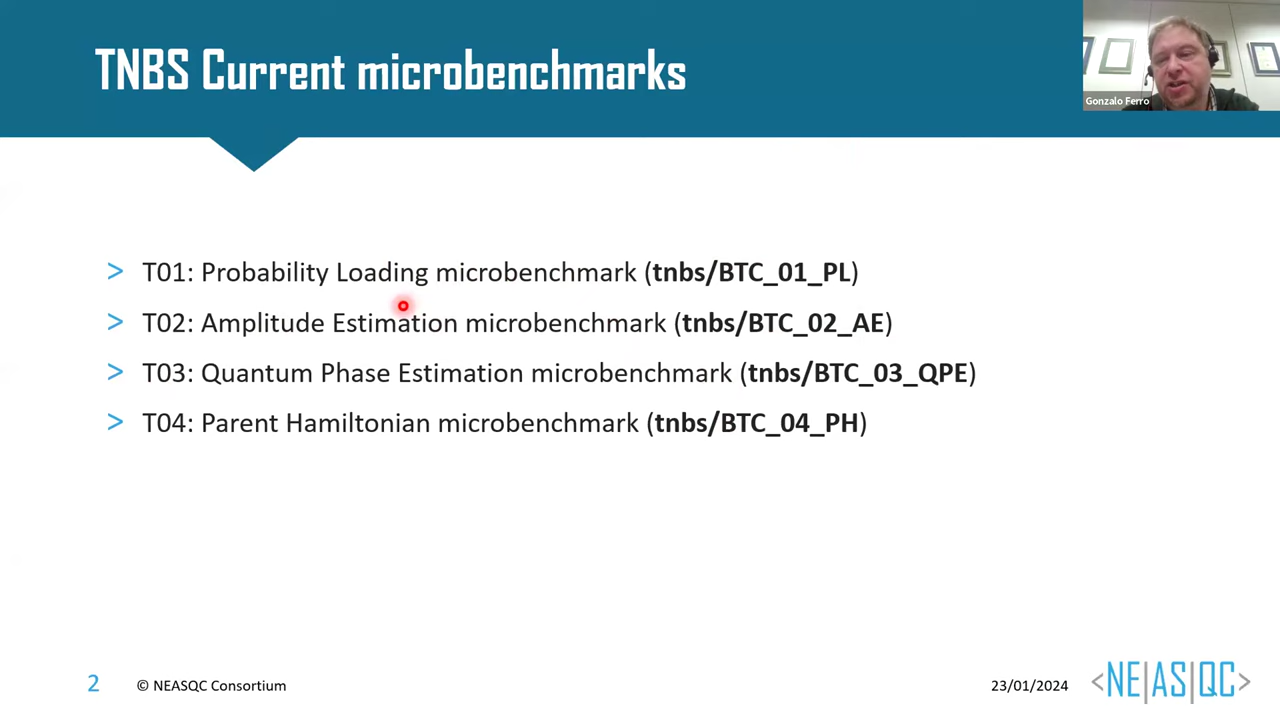 TNBS Current microbenchmarks
Gonzalo Ferro
> T01: Probability Loading microbenchmark (tnbs/BTC_01_PL)
> T02: Amplitude Estimation microbenchmark (tnbs/BTC_02_AE)
> T03: Quantum Phase Estimation microbenchmark (tnbs/BTC_03_QPE)
> T04: Parent Hamiltonian microbenchmark (tnbs/BTC_04_PH)
2 © NEASQC Consortium 23/01/2024 <NE|AS|QC>